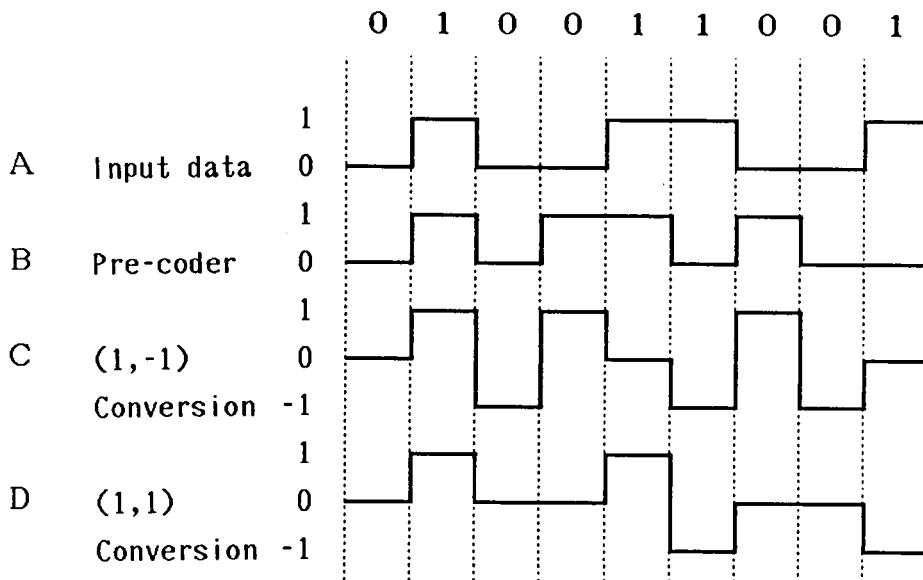 0 1 0 0 1 1 0 0 1
1
A Input data 0
1
B Pre-coder 0
1
C (1,-1) 0
Conversion -1
1
D (1,1) 0
Conversion -1